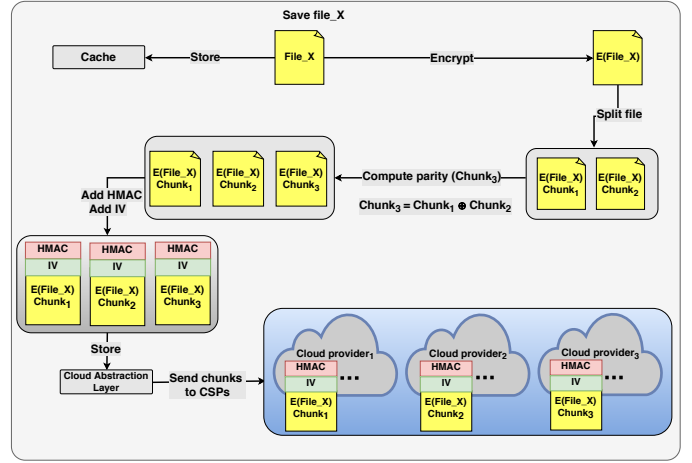 Save file_X
Cache
Store
File_X
Encrypt
E(File_X)
Split file
E(File_X)
Chunk₁
E(File_X)
Chunk₂
E(File_X)
Chunk₃
Compute parity (Chunk₃)
Chunk₃ = Chunk₁ ⊕ Chunk₂
E(File_X)
Chunk₁
E(File_X)
Chunk₂
Add HMAC
Add IV
HMAC
IV
E(File_X)
Chunk₁
HMAC
IV
E(File_X)
Chunk₂
HMAC
IV
E(File_X)
Chunk₃
Store
Cloud Abstraction
Layer
Send chunks
to CSPs
Cloud provider₁
HMAC
IV
...
E(File_X)
Chunk₁
Cloud provider₂
HMAC
IV
...
E(File_X)
Chunk₂
Cloud provider₃
HMAC
IV
...
E(File_X)
Chunk₃